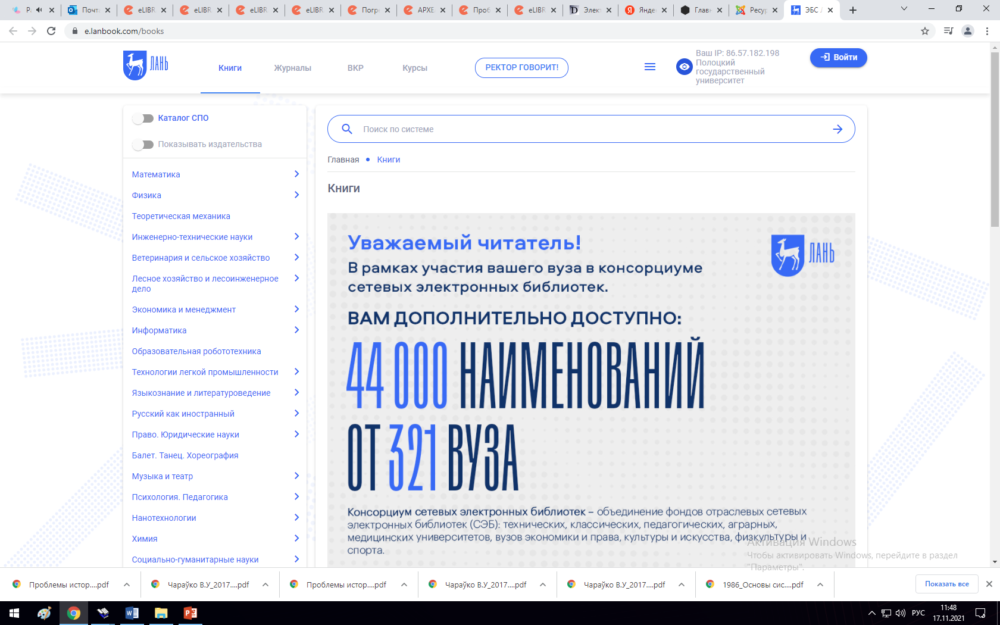 Почта
eLIBR
eLIBR
eLIBR
eLIBR
Погре
АРХЕ
Проб
eLIBR
Элект
Яндек
Главн
Ресур
ЭБС Л
e.lanbook.com/books
ЛАНЬ
Книги
Журналы
ВКР
Курсы
РЕКТОР ГОВОРИТ!
Ваш IP: 86.57.182.198
Полоцкий
государственный
университет
Войти
Каталог СПО
Показывать издательства
Математика
Физика
Теоретическая механика
Инженерно-технические науки
Ветеринария и сельское хозяйство
Лесное хозяйство и лесоинженерное
дело
Экономика и менеджмент
Информатика
Образовательная робототехника
Технологии легкой промышленности
Языкознание и литературоведение
Русский как иностранный
Право. Юридические науки
Балет. Танец. Хореография
Музыка и театр
Психология. Педагогика
Нанотехнологии
Химия
Социально-гуманитарные науки
Поиск по системе
Главная • Книги
Книги
Уважаемый читатель!
ЛАНЬ
В рамках участия вашего вуза в консорциуме
сетевых электронных библиотек.
ВАМ ДОПОЛНИТЕЛЬНО ДОСТУПНО:
44 000 НАИМЕНОВАНИЙ
ОТ 321 ВУЗА
Консорциум сетевых электронных библиотек – объединение фондов отраслевых сетевых
электронных библиотек (СЭБ): технических, классических, педагогических, аграрных,
медицинских университетов, вузов экономики и права, культуры и искусства, физкультуры и
спорта.
Активация Windows
Чтобы активировать Windows, перейдите в раздел
"Параметры".
Проблемы истор....pdf
Чараўко В.У_2017....pdf
Проблемы истор....pdf
Чараўко В.У_2017....pdf
Чараўко В.У_2017....pdf
1986_Основы сис....pdf
Показать все
РУС
11:48
17.11.2021